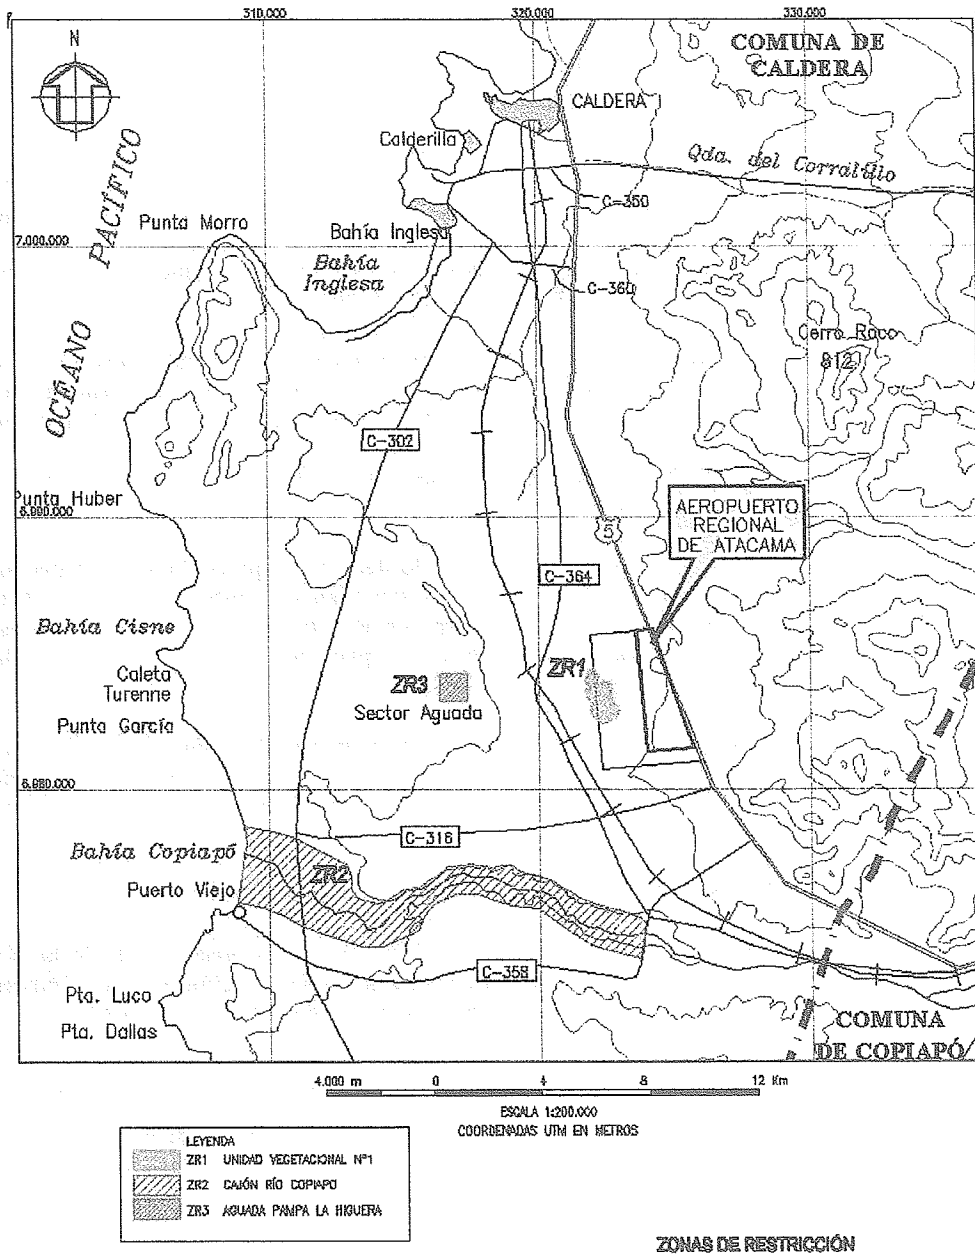 310.000
320.000
330.000
N
COMUNA DE
CALDERA
CALDERA
Calderilla
Qda. del Corralillo
OCÉANO PACÍFICO
C-350
Punta Morro
Bahía Inglesa
7.000.000
Bahía
Inglesa
C-360
Cerro Roco
812
C-302
Punta Huber
6.990.000
AEROPUERTO
REGIONAL
DE ATACAMA
5
C-364
Bahía Cisne
Caleta
Turenne
ZR3
ZR1
Sector Aguada
Punta García
6.980.000
C-316
Bahía Copiapó
ZR2
Puerto Viejo
C-358
Pta. Luco
Pta. Dallas
COMUNA
DE COPIAPÓ
4.000 m 0 4 8 12 Km
ESCALA 1:200.000
COORDENADAS UTM EN METROS
LEYENDA
ZR1 UNIDAD VEGETACIONAL Nº1
ZR2 CAJÓN RÍO COPIAPO
ZR3 AGUADA PAMPA LA HIGUERA
ZONAS DE RESTRICCIÓN